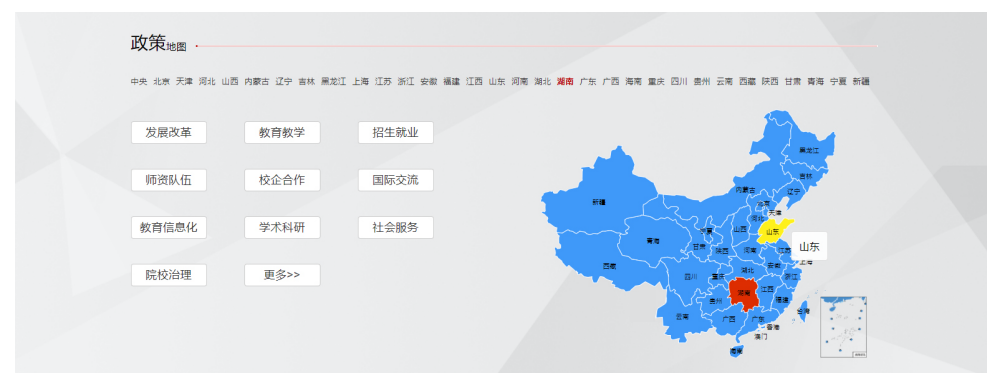 政策地图
中央 北京 天津 河北 山西 内蒙古 辽宁 吉林 黑龙江 上海 江苏 浙江 安徽 福建 江西 山东 河南 湖北 湖南 广东 广西 海南 重庆 四川 贵州 云南 西藏 陕西 甘肃 青海 宁夏 新疆
发展改革 教育教学 招生就业
师资队伍 校企合作 国际交流
教育信息化 学术科研 社会服务
院校治理 更多>>
黑龙江
吉林
内蒙古 辽宁
新疆
北京
天津
河北
宁夏 山西 山东
青海 甘肃 陕西 河南 江苏 山东
西藏 湖北 安徽 上海
四川 重庆 浙江
湖南 江西
贵州 福建
云南 广西 广东 台湾
香港
澳门
海南